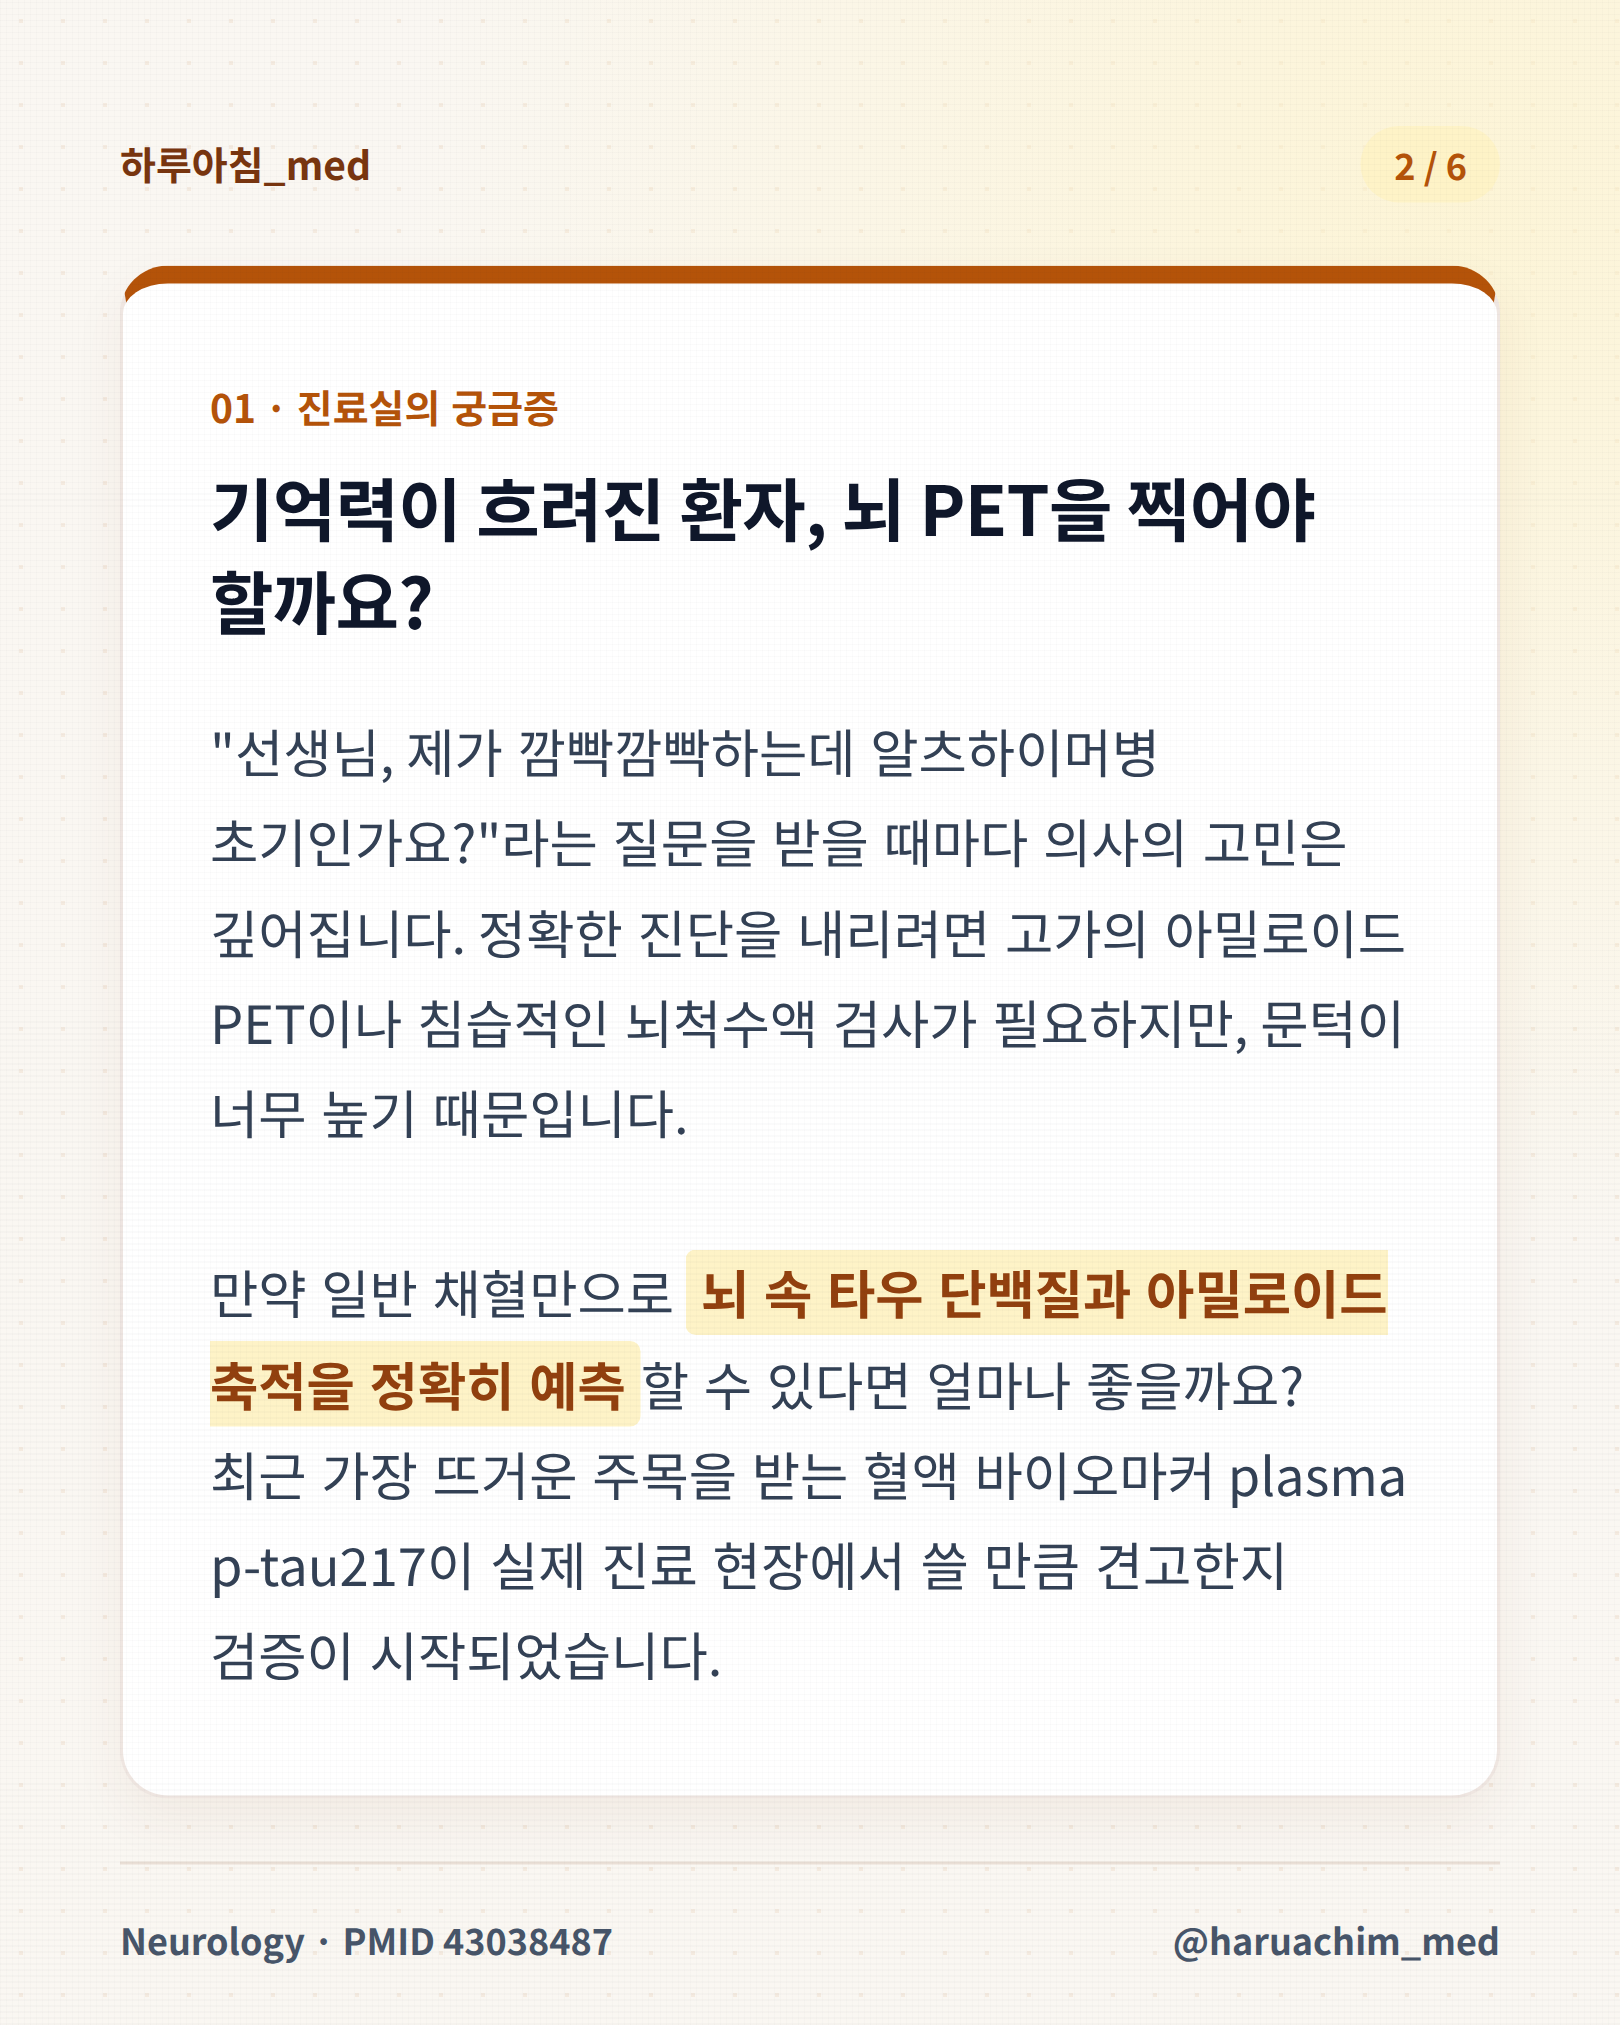 하루아침_med
2 / 6
01 · 진료실의 궁금증
기억력이 흐려진 환자, 뇌 PET을 찍어야
할까요?
"선생님, 제가 깜빡깜빡하는데 알츠하이머병
초기인가요?"라는 질문을 받을 때마다 의사의 고민은
깊어집니다. 정확한 진단을 내리려면 고가의 아밀로이드
PET이나 침습적인 뇌척수액 검사가 필요하지만, 문턱이
너무 높기 때문입니다.
만약 일반 채혈만으로 뇌 속 타우 단백질과 아밀로이드
축적을 정확히 예측할 수 있다면 얼마나 좋을까요?
최근 가장 뜨거운 주목을 받는 혈액 바이오마커 plasma
p-tau217이 실제 진료 현장에서 쓸 만큼 견고한지
검증이 시작되었습니다.
Neurology · PMID 43038487
@haruachim_med